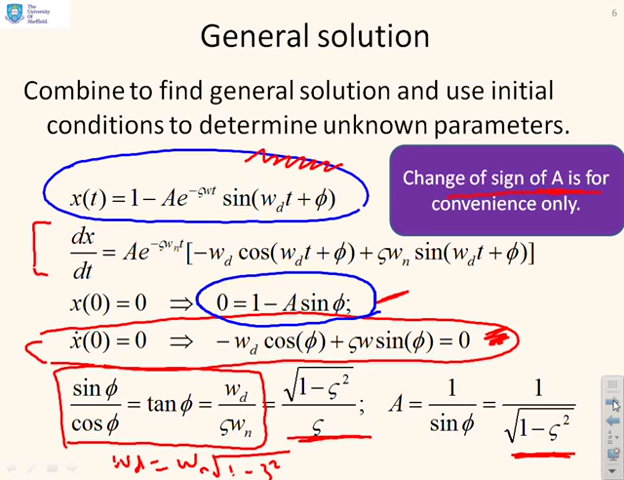 The
University
Of
Sheffield.
6
General solution
Combine to find general solution and use initial
conditions to determine unknown parameters.
Change of sign of A is for
convenience only.
x(t) = 1 − Ae^{−ςwt} sin(w_d t + ϕ)
dx/dt = Ae^{−ςw_n t}[−w_d cos(w_d t + ϕ) + ςw_n sin(w_d t + ϕ)]
x(0) = 0 ⇒ 0 = 1 − A sin ϕ;
ẋ(0) = 0 ⇒ −w_d cos(ϕ) + ςw sin(ϕ) = 0
sin ϕ/cos ϕ = tan ϕ = w_d/ςw_n = √(1 − ς²)/ς; A = 1/sin ϕ = 1/√(1 − ς²)
w_d = w_n √(1 − ς²)